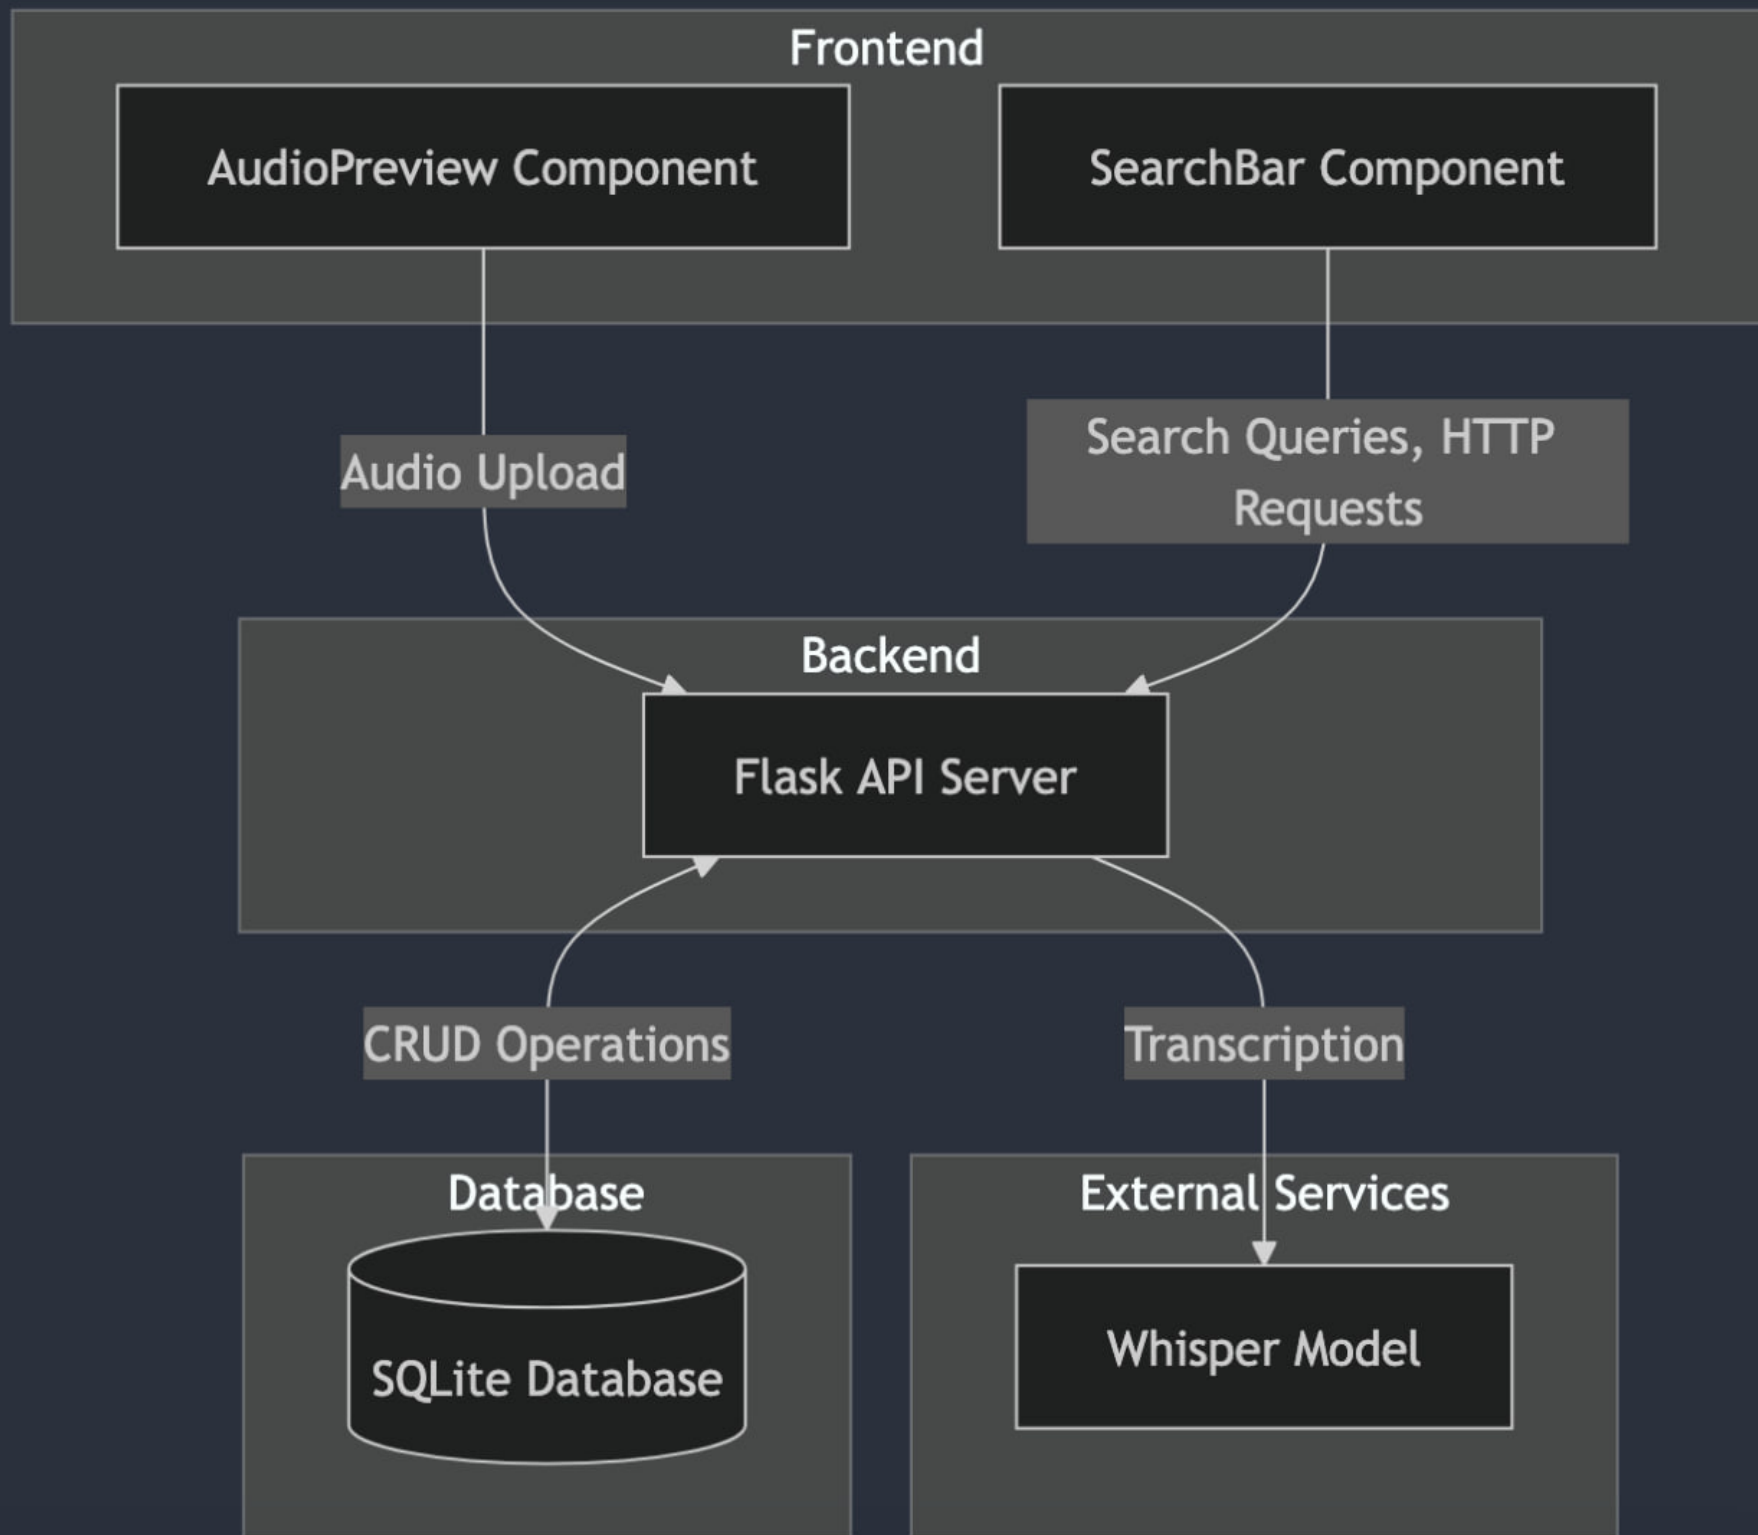 Frontend
AudioPreview Component
SearchBar Component
Audio Upload
Search Queries, HTTP
Requests
Backend
Flask API Server
CRUD Operations
Transcription
Database
External Services
SQLite Database
Whisper Model